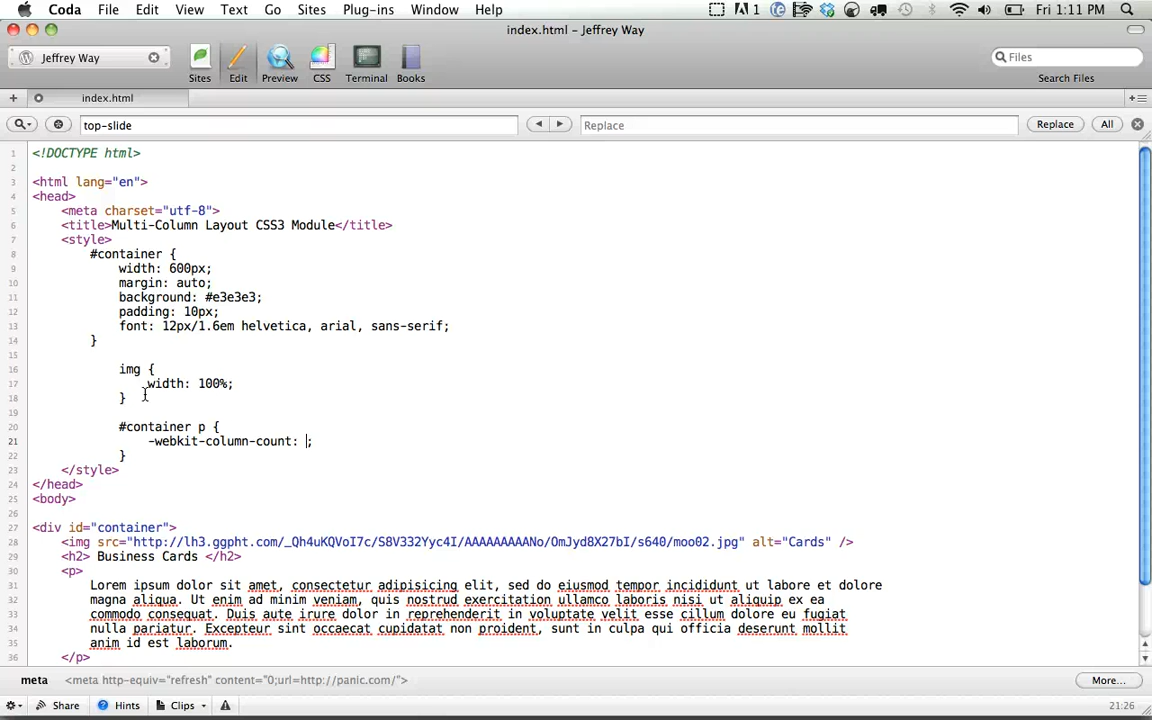 Coda File Edit View Text Go Sites Plug-ins Window Help 1 Fri 1:11 PM
index.html – Jeffrey Way
Jeffrey Way
Sites Edit Preview CSS Terminal Books Files Search Files
index.html
top-slide Replace Replace All
1 <!DOCTYPE html>
2
3 <html lang="en">
4 <head>
5 <meta charset="utf-8">
6 <title>Multi-Column Layout CSS3 Module</title>
7 <style>
8 #container {
9 width: 600px;
10 margin: auto;
11 background: #e3e3e3;
12 padding: 10px;
13 font: 12px/1.6em helvetica, arial, sans-serif;
14 }
15
16 img {
17 width: 100%;
18 }
19
20 #container p {
21 -webkit-column-count: ;
22 }
23 </style>
24 </head>
25 <body>
26
27 <div id="container">
28 <img src="http://lh3.ggpht.com/_Qh4uKQVoI7c/S8V332Yyc4I/AAAAAAAAANo/OmJyd8X27bI/s640/moo02.jpg" alt="Cards" />
29 <h2> Business Cards </h2>
30 <p>
31 Lorem ipsum dolor sit amet, consectetur adipisicing elit, sed do eiusmod tempor incididunt ut labore et dolore
32 magna aliqua. Ut enim ad minim veniam, quis nostrud exercitation ullamco laboris nisi ut aliquip ex ea
33 commodo consequat. Duis aute irure dolor in reprehenderit in voluptate velit esse cillum dolore eu fugiat
34 nulla pariatur. Excepteur sint occaecat cupidatat non proident, sunt in culpa qui officia deserunt mollit
35 anim id est laborum.
36 </p>
meta <meta http-equiv="refresh" content="0;url=http://panic.com/"> More...
Share Hints Clips 21:26